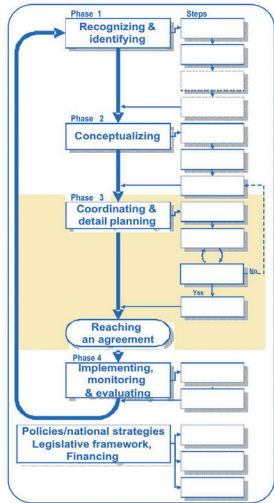 Phase 1
Steps
Recognizing &
identifying
Phase 2
Conceptualizing
Phase 3
Coordinating &
detail planning
No
Yes
Reaching
an agreement
Phase 4
Implementing,
monitoring
& evaluating
Policies/national strategies
Legislative framework,
Financing